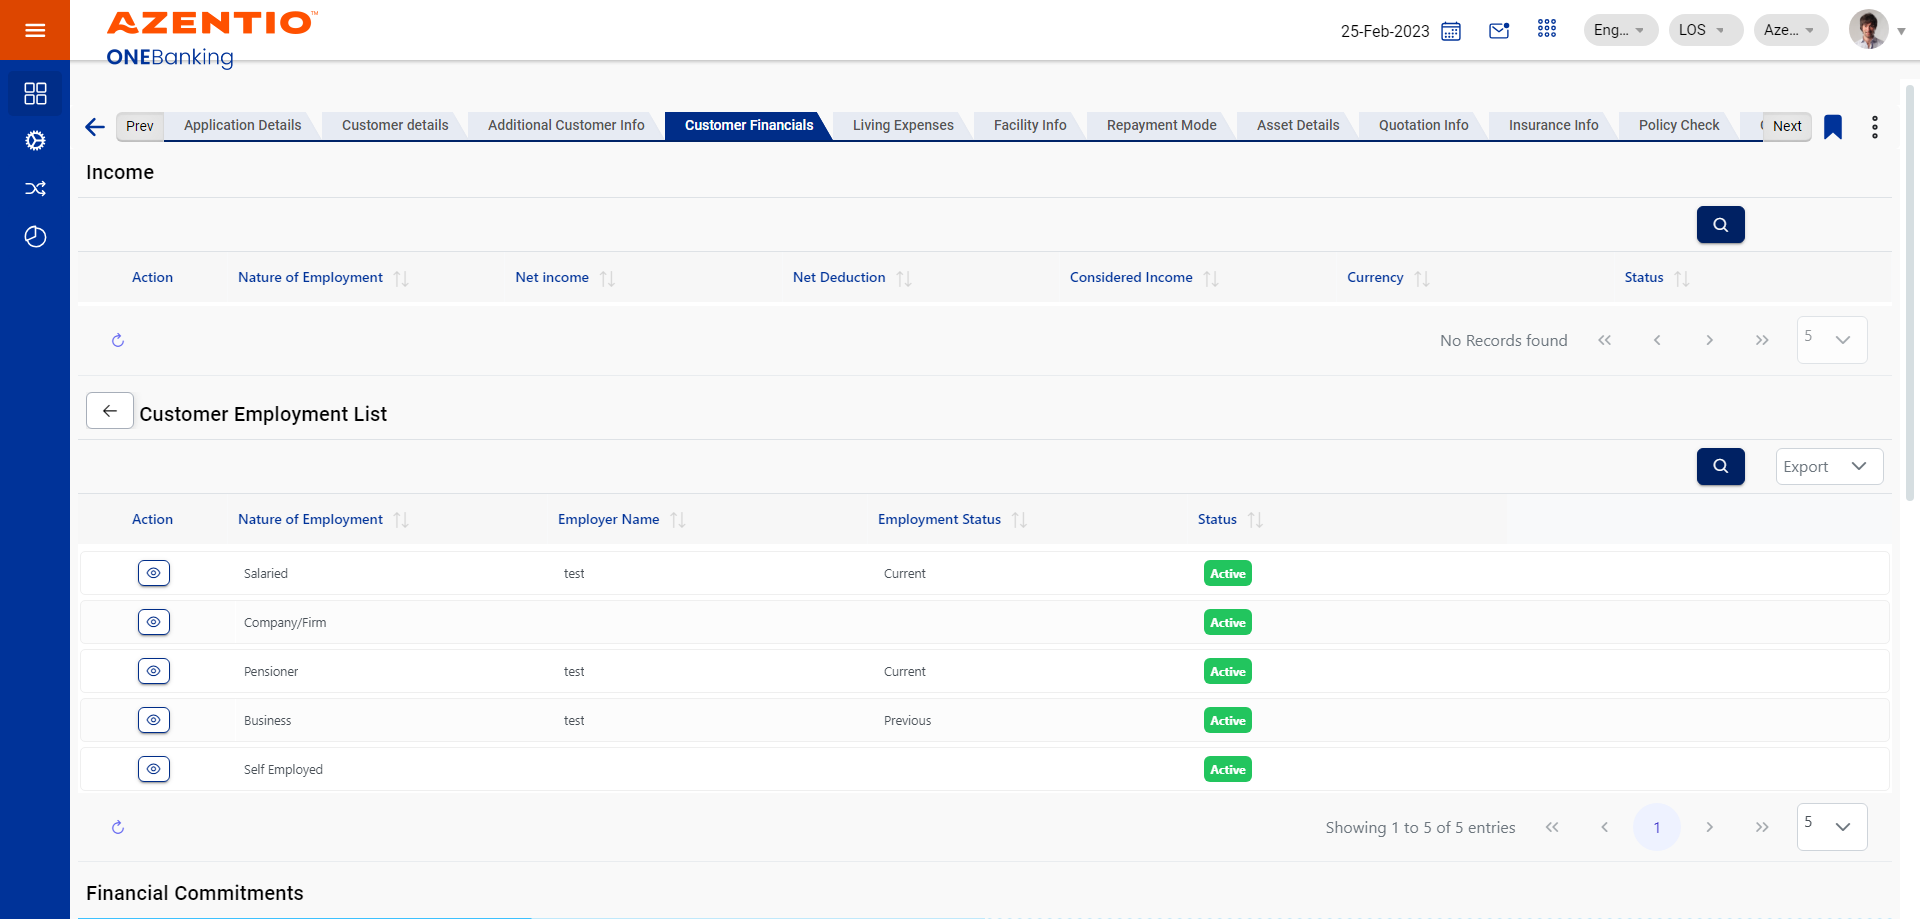 AZENTIO™
ONEBanking
25-Feb-2023
Eng...
LOS
Aze...
Prev
Application Details
Customer details
Additional Customer Info
Customer Financials
Living Expenses
Facility Info
Repayment Mode
Asset Details
Quotation Info
Insurance Info
Policy Check
Next
Income
Action Nature of Employment Net income Net Deduction Considered Income Currency Status
No Records found
5
Customer Employment List
Export
Action Nature of Employment Employer Name Employment Status Status
Salaried test Current Active
Company/Firm Active
Pensioner test Current Active
Business test Previous Active
Self Employed Active
Showing 1 to 5 of 5 entries
1
5
Financial Commitments